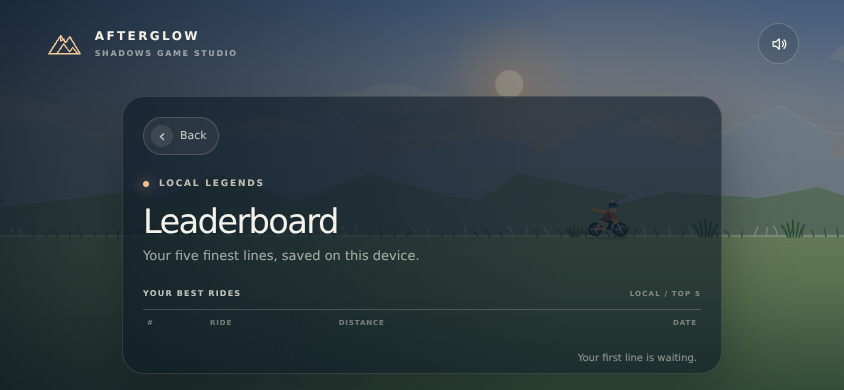 AFTERGLOW
SHADOWS GAME STUDIO
Back
LOCAL LEGENDS
Leaderboard
Your five finest lines, saved on this device.
YOUR BEST RIDES
LOCAL / TOP 5
# RIDE DISTANCE DATE
Your first line is waiting.